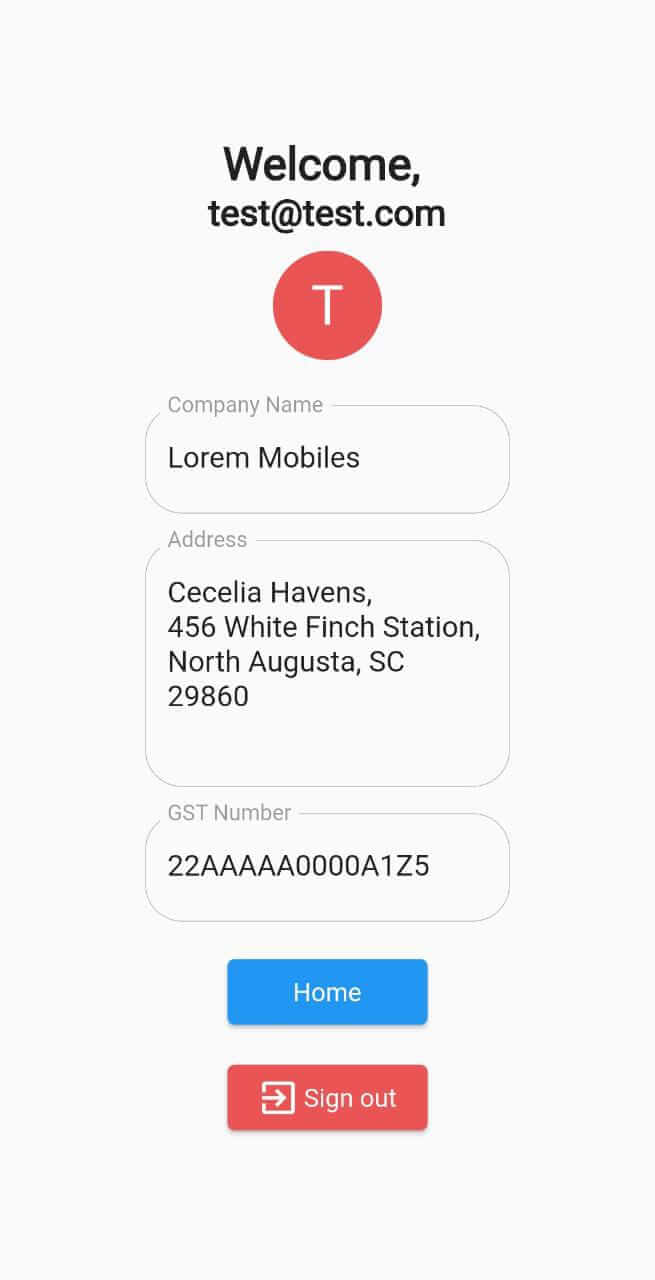 Welcome,
test@test.com
T
Company Name
Lorem Mobiles
Address
Cecelia Havens,
456 White Finch Station,
North Augusta, SC
29860
GST Number
22AAAAA0000A1Z5
Home
Sign out